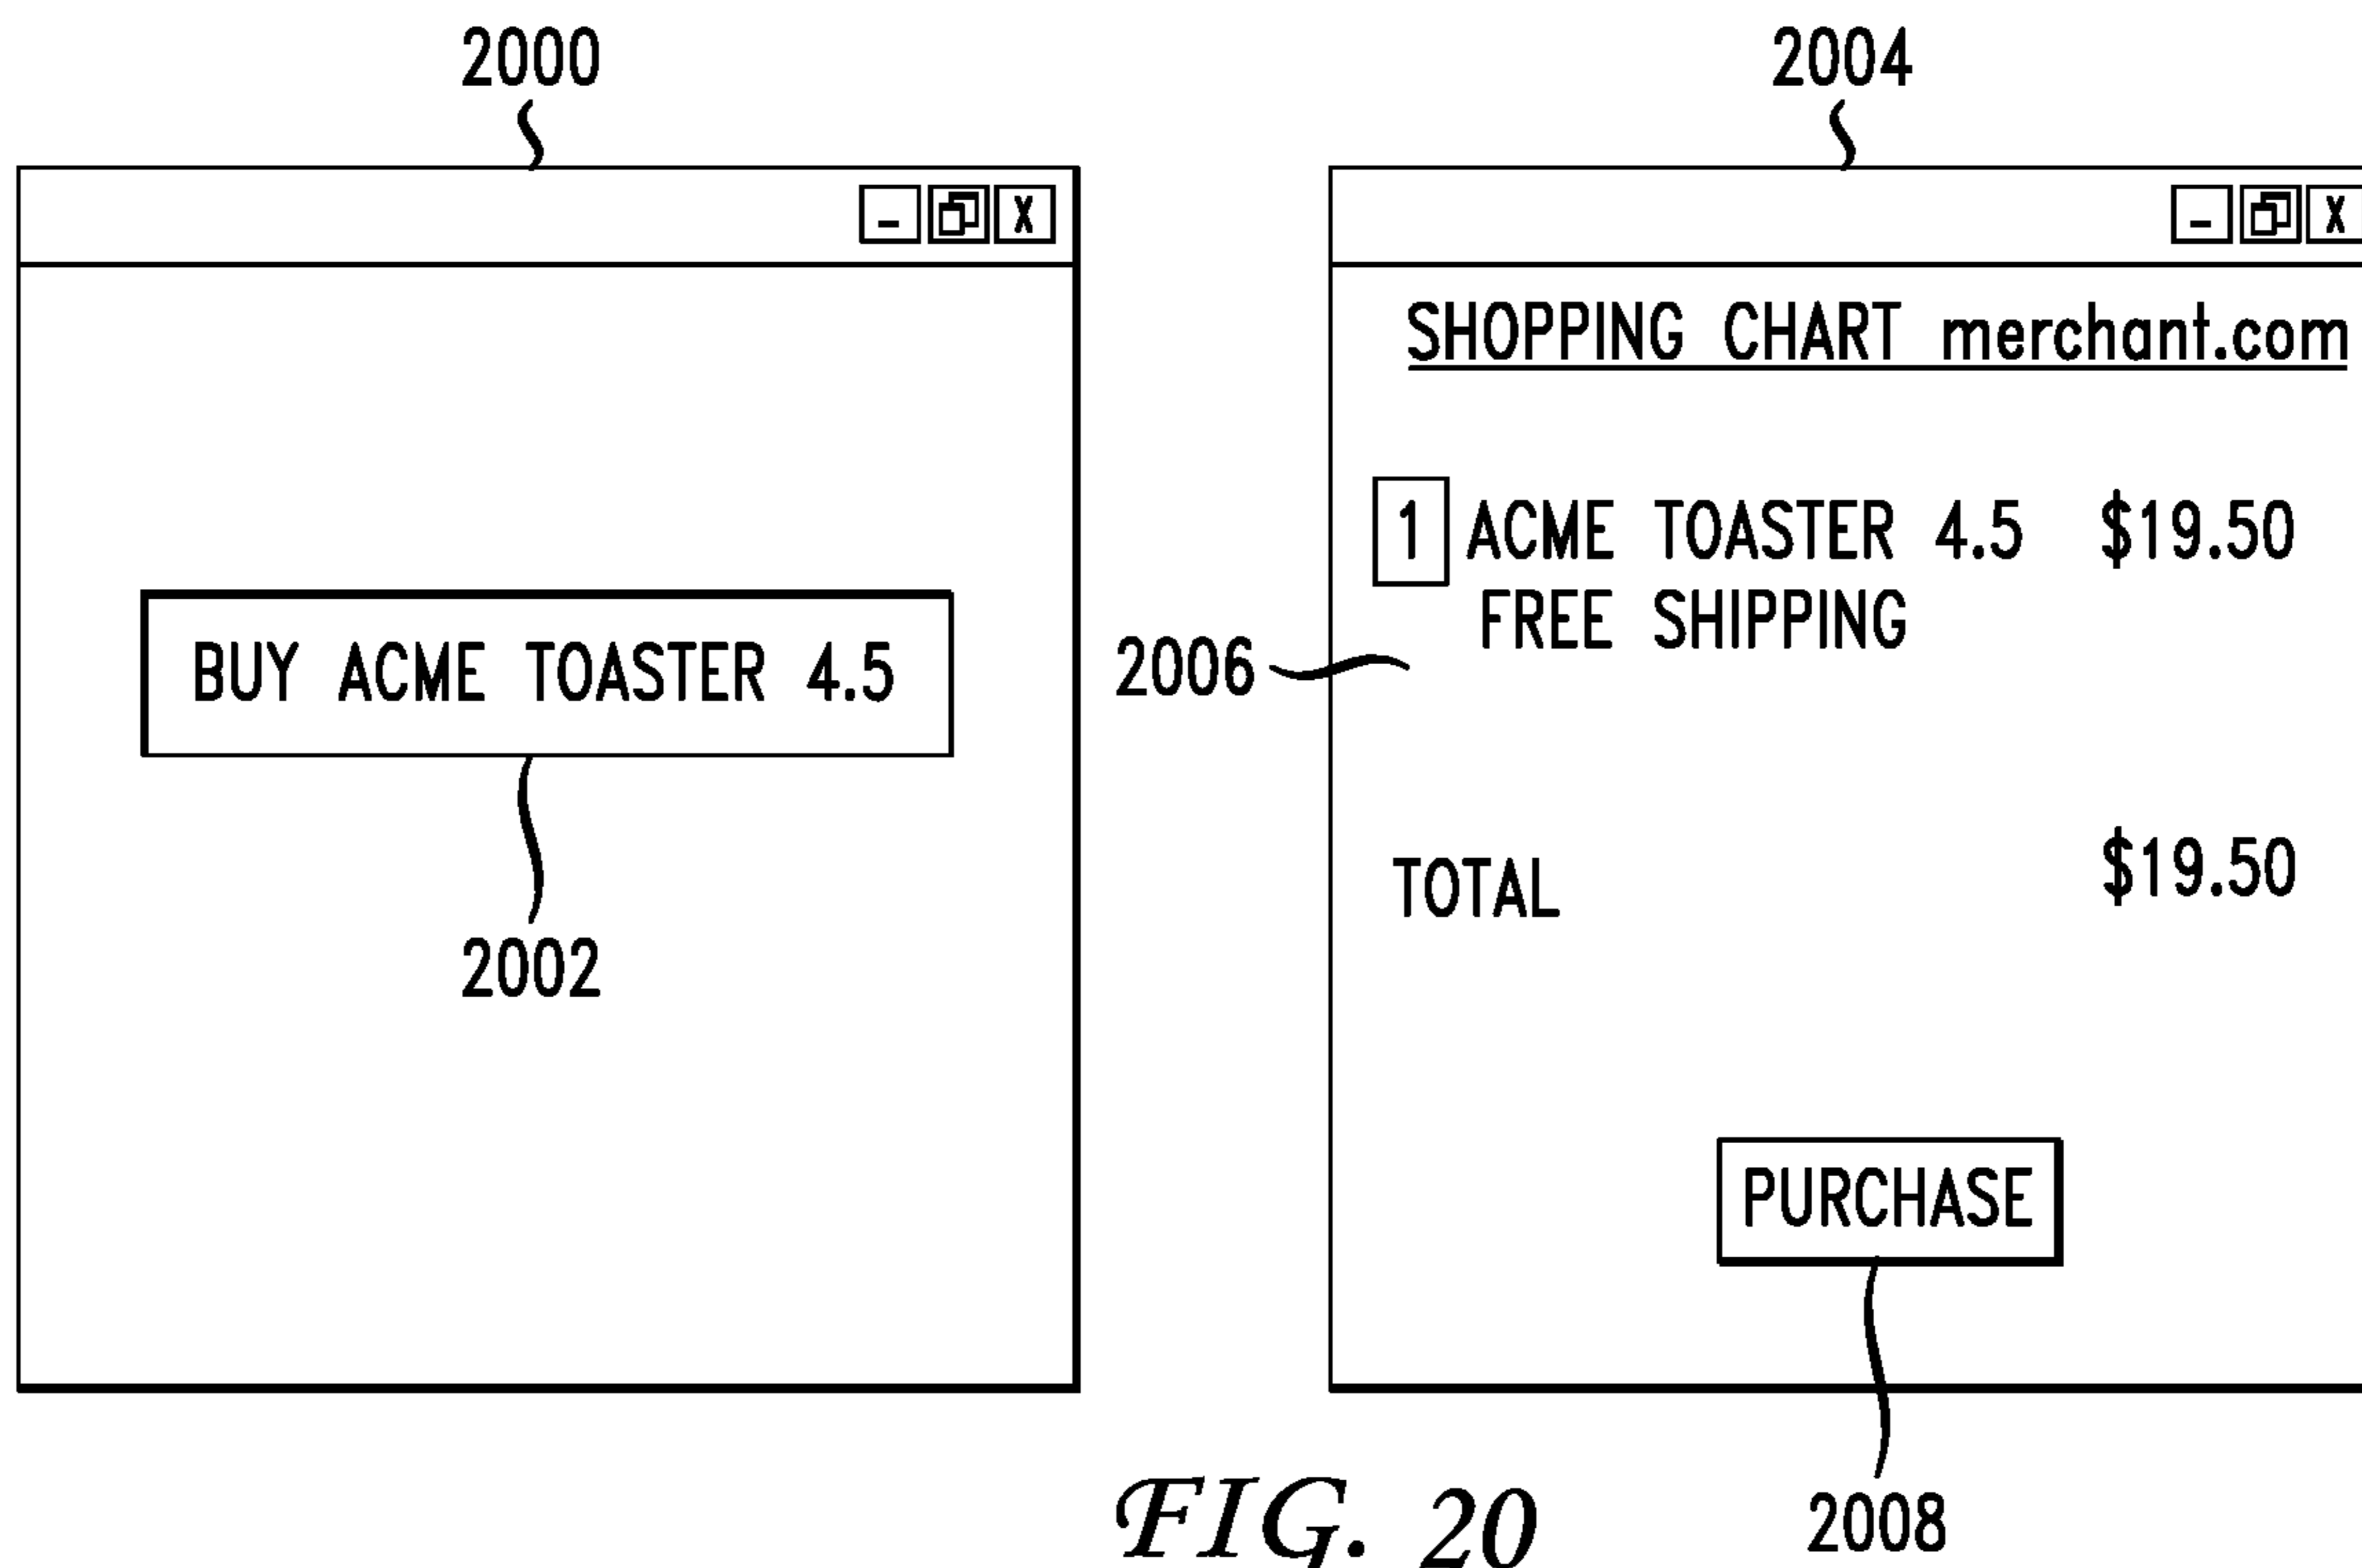 2000
2004
_ X
_ X
SHOPPING CHART merchant.com
1 ACME TOASTER 4.5 $19.50
FREE SHIPPING
BUY ACME TOASTER 4.5
2006
TOTAL $19.50
2002
PURCHASE
2008
FIG. 20